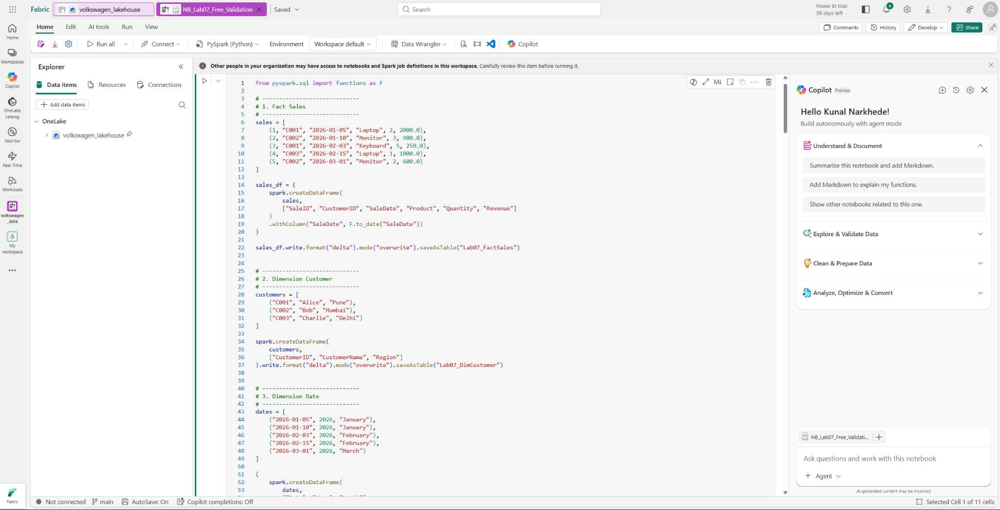 Fabric
volkswagen_lakehouse
NB_Lab07_Free_Validation
Saved
Search
Power BI trial:
59 days left
4
Home
Edit
AI tools
Run
View
Comments
History
Develop
Share
Run all
Connect
PySpark (Python)
Environment
Workspace default
Data Wrangler
Copilot
Home
Workspaces
Copilot
OneLake
catalog
Monitor
Real-Time
Workloads
volkswagen
_data
My
workspace
Fabric
Explorer
Data items
Resources
Connections
Add data items
OneLake
volkswagen_lakehouse
Other people in your organization may have access to notebooks and Spark job definitions in this workspace. Carefully review this item before running it.
M↓
1 from pyspark.sql import functions as F
2
3 # -----------------------------
4 # 1. Fact Sales
5 # -----------------------------
6 sales = [
7     (1, "C001", "2026-01-05", "Laptop", 2, 2000.0),
8     (2, "C002", "2026-01-10", "Monitor", 3, 900.0),
9     (3, "C001", "2026-02-03", "Keyboard", 5, 250.0),
10     (4, "C003", "2026-02-15", "Laptop", 1, 1000.0),
11     (5, "C002", "2026-03-01", "Monitor", 2, 600.0)
12 ]
13
14 sales_df = (
15     spark.createDataFrame(
16         sales,
17         ["SaleID", "CustomerID", "SaleDate", "Product", "Quantity", "Revenue"]
18     )
19     .withColumn("SaleDate", F.to_date("SaleDate"))
20 )
21
22 sales_df.write.format("delta").mode("overwrite").saveAsTable("Lab07_FactSales")
23
24
25 # -----------------------------
26 # 2. Dimension Customer
27 # -----------------------------
28 customers = [
29     ("C001", "Alice", "Pune"),
30     ("C002", "Bob", "Mumbai"),
31     ("C003", "Charlie", "Delhi")
32 ]
33
34 spark.createDataFrame(
35     customers,
36     ["CustomerID", "CustomerName", "Region"]
37 ).write.format("delta").mode("overwrite").saveAsTable("Lab07_DimCustomer")
38
39
40 # -----------------------------
41 # 3. Dimension Date
42 # -----------------------------
43 dates = [
44     ("2026-01-05", 2026, "January"),
45     ("2026-01-10", 2026, "January"),
46     ("2026-02-03", 2026, "February"),
47     ("2026-02-15", 2026, "February"),
48     ("2026-03-01", 2026, "March")
49 ]
50
51 (
52     spark.createDataFrame(
53         dates,
Copilot Preview
Hello Kunal Narkhede!
Build autonomously with agent mode
Understand & Document
Summarize this notebook and add Markdown.
Add Markdown to explain my functions.
Show other notebooks related to this one.
Explore & Validate Data
Clean & Prepare Data
Analyze, Optimize & Convert
NB_Lab07_Free_Validati...
Ask questions and work with this notebook
Agent
AI-generated content may be incorrect
Not connected
main
AutoSave: On
Copilot completions: Off
Selected Cell 1 of 11 cells